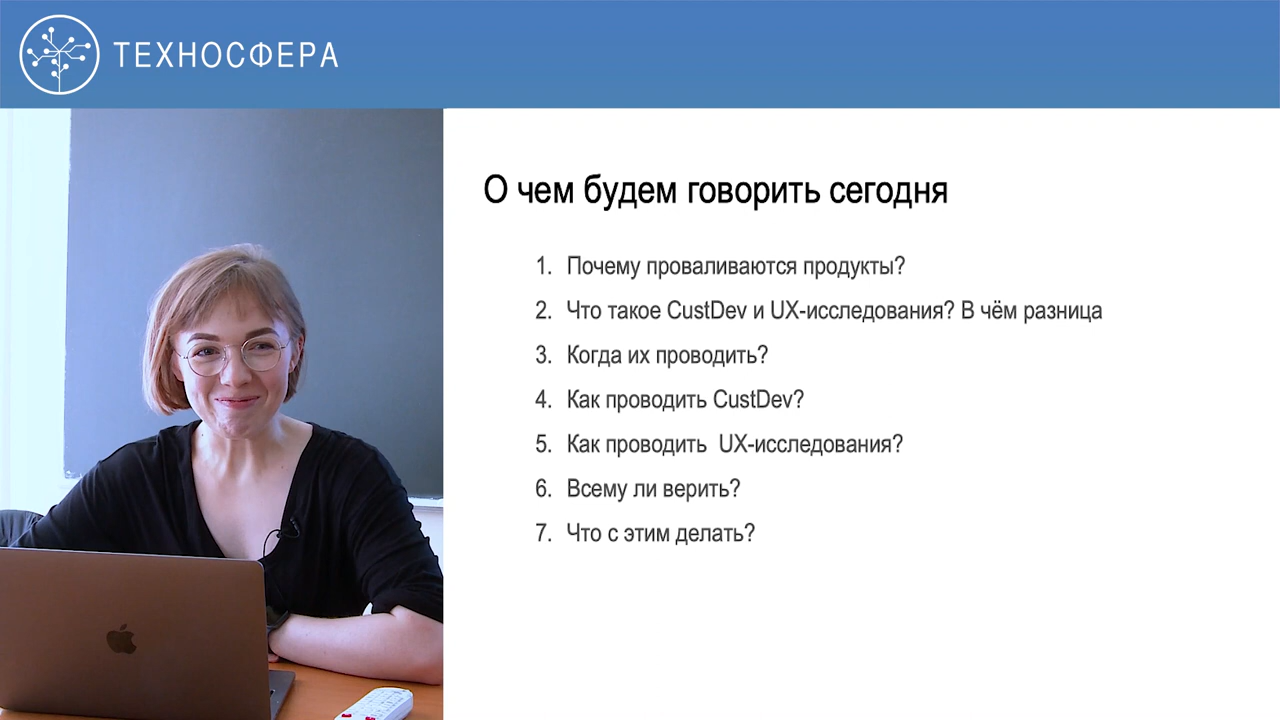 ТЕХНОСФЕРА
О чем будем говорить сегодня
1. Почему проваливаются продукты?
2. Что такое CustDev и UX-исследования? В чём разница
3. Когда их проводить?
4. Как проводить CustDev?
5. Как проводить UX-исследования?
6. Всему ли верить?
7. Что с этим делать?